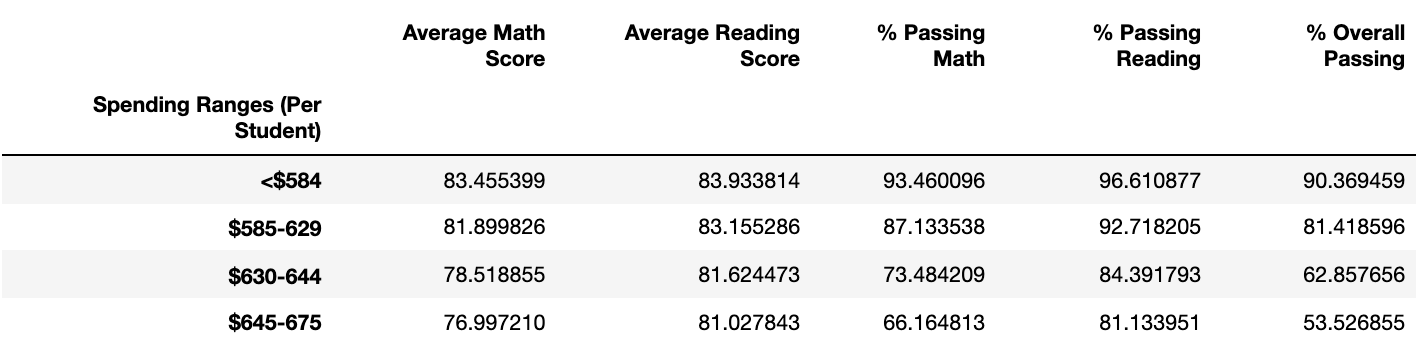 Average Math Score Average Reading Score % Passing Math % Passing Reading % Overall Passing
Spending Ranges (Per Student)
<$584 83.455399 83.933814 93.460096 96.610877 90.369459
$585-629 81.899826 83.155286 87.133538 92.718205 81.418596
$630-644 78.518855 81.624473 73.484209 84.391793 62.857656
$645-675 76.997210 81.027843 66.164813 81.133951 53.526855